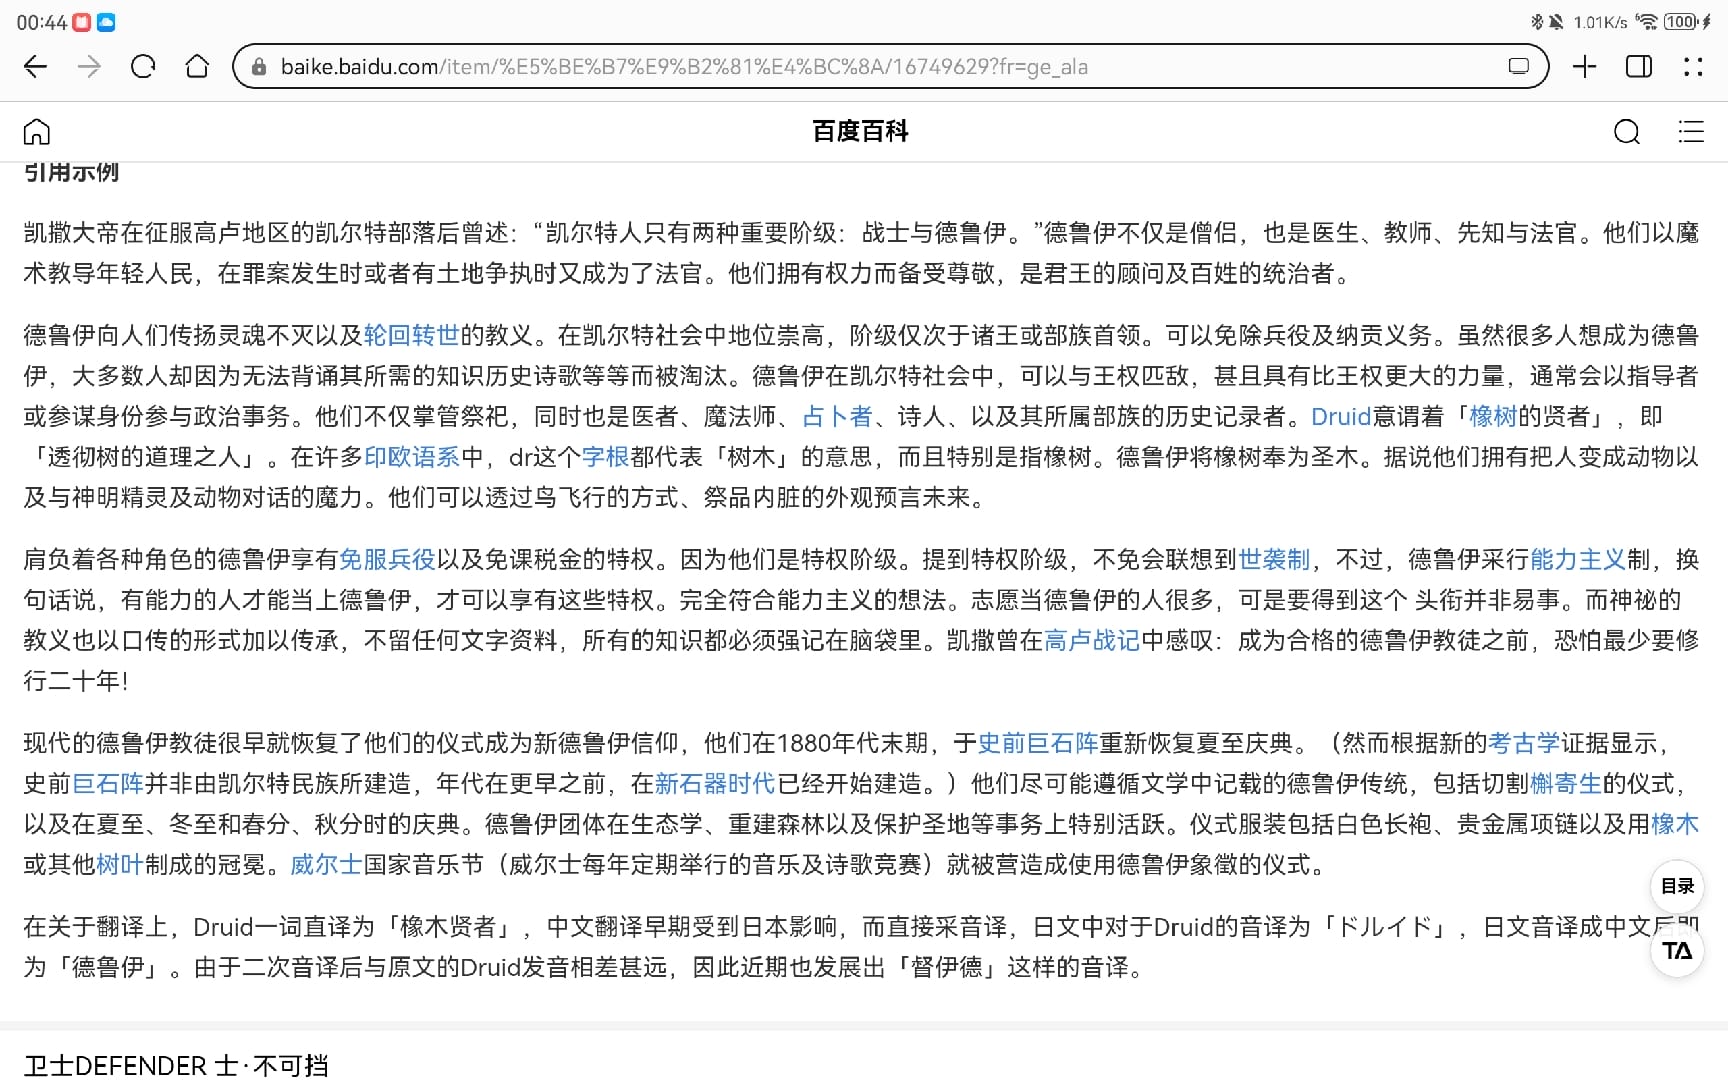 00:44
1.01K/s
6
100
baike.baidu.com/item/%E5%BE%B7%E9%B2%81%E4%BC%8A/16749629?fr=ge_ala
百度百科
引用示例
凯撒大帝在征服高卢地区的凯尔特部落后曾述：“凯尔特人只有两种重要阶级：战士与德鲁伊。”德鲁伊不仅是僧侣，也是医生、教师、先知与法官。他们以魔
术教导年轻人民，在罪案发生时或者有土地争执时又成为了法官。他们拥有权力而备受尊敬，是君王的顾问及百姓的统治者。
德鲁伊向人们传扬灵魂不灭以及轮回转世的教义。在凯尔特社会中地位崇高，阶级仅次于诸王或部族首领。可以免除兵役及纳贡义务。虽然很多人想成为德鲁
伊，大多数人却因为无法背诵其所需的知识历史诗歌等等而被淘汰。德鲁伊在凯尔特社会中，可以与王权匹敌，甚且具有比王权更大的力量，通常会以指导者
或参谋身份参与政治事务。他们不仅掌管祭祀，同时也是医者、魔法师、占卜者、诗人、以及其所属部族的历史记录者。Druid意谓着「橡树的贤者」，即
「透彻树的道理之人」。在许多印欧语系中，dr这个字根都代表「树木」的意思，而且特别是指橡树。德鲁伊将橡树奉为圣木。据说他们拥有把人变成动物以
及与神明精灵及动物对话的魔力。他们可以透过鸟飞行的方式、祭品内脏的外观预言未来。
肩负着各种角色的德鲁伊享有免服兵役以及免课税金的特权。因为他们是特权阶级。提到特权阶级，不免会联想到世袭制，不过，德鲁伊采行能力主义制，换
句话说，有能力的人才能当上德鲁伊，才可以享有这些特权。完全符合能力主义的想法。志愿当德鲁伊的人很多，可是要得到这个 头衔并非易事。而神祕的
教义也以口传的形式加以传承，不留任何文字资料，所有的知识都必须强记在脑袋里。凯撒曾在高卢战记中感叹：成为合格的德鲁伊教徒之前，恐怕最少要修
行二十年！
现代的德鲁伊教徒很早就恢复了他们的仪式成为新德鲁伊信仰，他们在1880年代末期，于史前巨石阵重新恢复夏至庆典。（然而根据新的考古学证据显示，
史前巨石阵并非由凯尔特民族所建造，年代在更早之前，在新石器时代已经开始建造。）他们尽可能遵循文学中记载的德鲁伊传统，包括切割槲寄生的仪式，
以及在夏至、冬至和春分、秋分时的庆典。德鲁伊团体在生态学、重建森林以及保护圣地等事务上特别活跃。仪式服装包括白色长袍、贵金属项链以及用橡木
或其他树叶制成的冠冕。威尔士国家音乐节（威尔士每年定期举行的音乐及诗歌竞赛）就被营造成使用德鲁伊象徵的仪式。
目录
在关于翻译上，Druid一词直译为「橡木贤者」，中文翻译早期受到日本影响，而直接采音译，日文中对于Druid的音译为「ドルイド」，日文音译成中文后即
为「德鲁伊」。由于二次音译后与原文的Druid发音相差甚远，因此近期也发展出「督伊德」这样的音译。
TA
卫士DEFENDER 士·不可挡